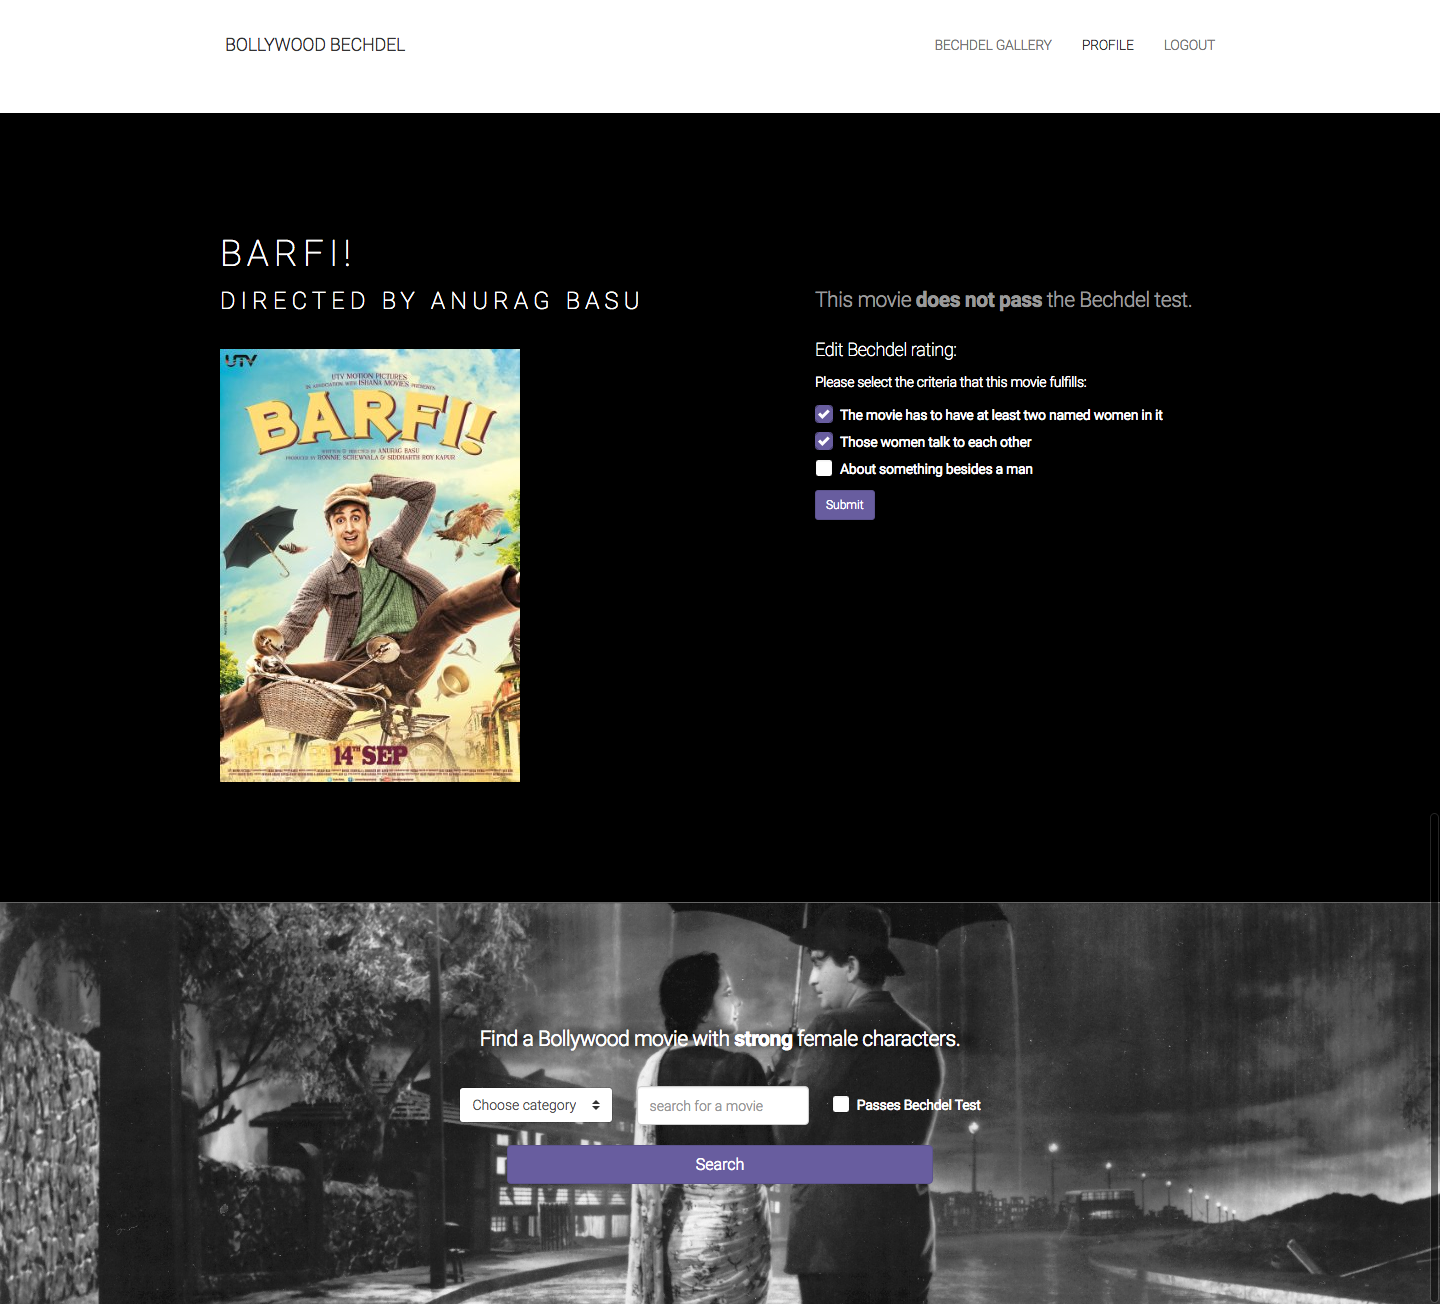 BOLLYWOOD BECHDEL
BECHDEL GALLERY PROFILE LOGOUT
BARFI!
DIRECTED BY ANURAG BASU
This movie does not pass the Bechdel test.
Edit Bechdel rating:
Please select the criteria that this movie fulfills:
The movie has to have at least two named women in it
Those women talk to each other
About something besides a man
Submit
UTV
UTV MOTION PICTURES
IN ASSOCIATION WITH ISHANA MOVIES PRESENTS
BARFI!
WRITTEN & DIRECTED BY ANURAG BASU
PRODUCED BY RONNIE SCREWVALA & SIDDHARTH ROY KAPUR
14TH SEP
Find a Bollywood movie with strong female characters.
Choose category
search for a movie
Passes Bechdel Test
Search